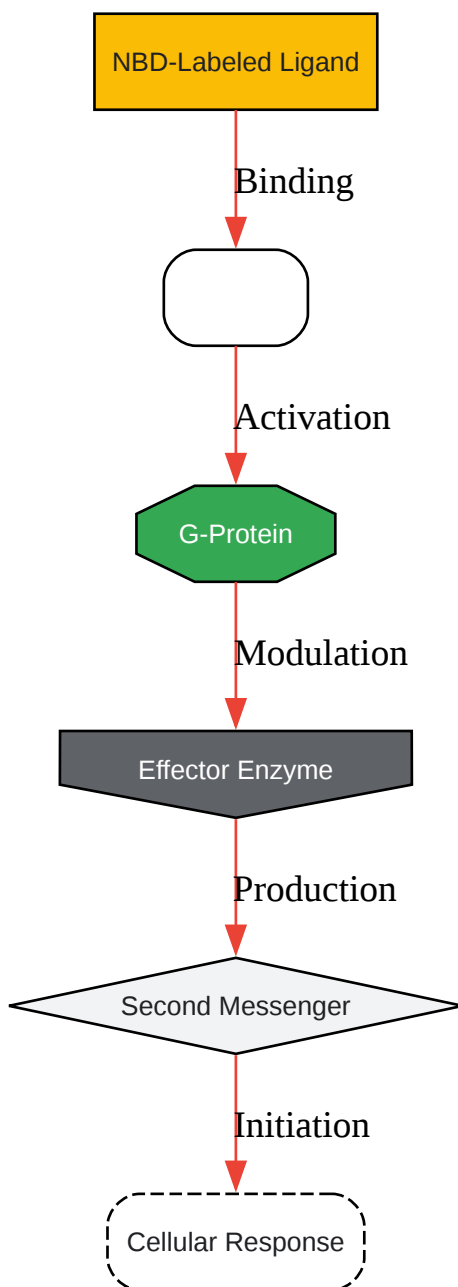 NBD-Labeled Ligand
Binding
Activation
G-Protein
Modulation
Effector Enzyme
Production
Second Messenger
Initiation
Cellular Response